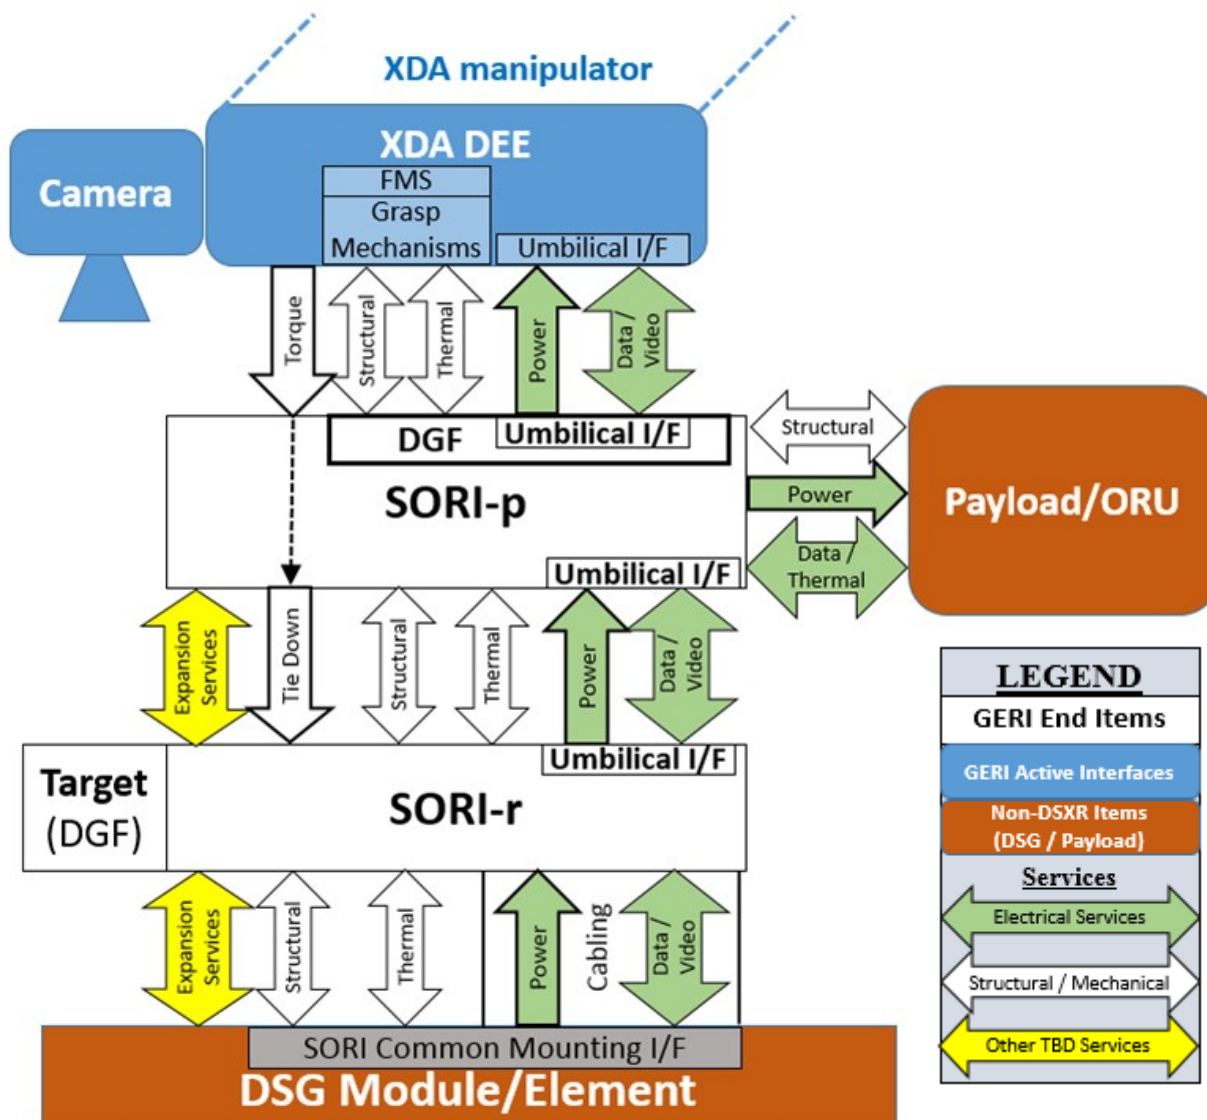 XDA manipulator
XDA DEE
Camera
FMS
Grasp
Mechanisms
Umbilical I/F
Torque
Structural
Thermal
Power
Data /
Video
DGF
Umbilical I/F
SORI-p
Umbilical I/F
Structural
Power
Data /
Thermal
Payload/ORU
Expansion
Services
Tie Down
Structural
Thermal
Power
Data /
Video
Target
(DGF)
Umbilical I/F
SORI-r
Expansion
Services
Structural
Thermal
Power
Cabling
Data /
Video
SORI Common Mounting I/F
DSG Module/Element
LEGEND
GERI End Items
GERI Active Interfaces
Non-DSXR Items
(DSG / Payload)
Services
Electrical Services
Structural / Mechanical
Other TBD Services